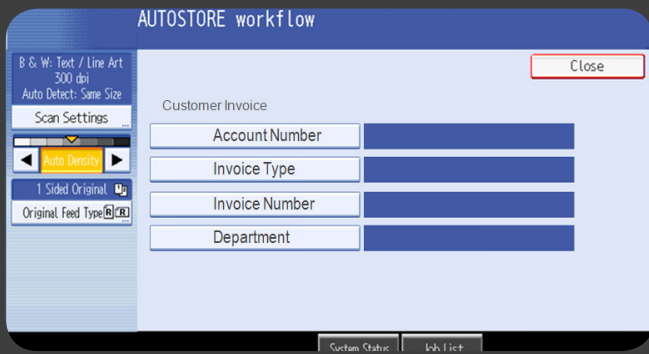 AUTOSTORE workflow
B & W: Text / Line Art
300 dpi
Auto Detect: Same Size
Scan Settings
Auto Density
1 Sided Original
Original Feed Type
Close
Customer Invoice
Account Number
Invoice Type
Invoice Number
Department
System Status
Job List